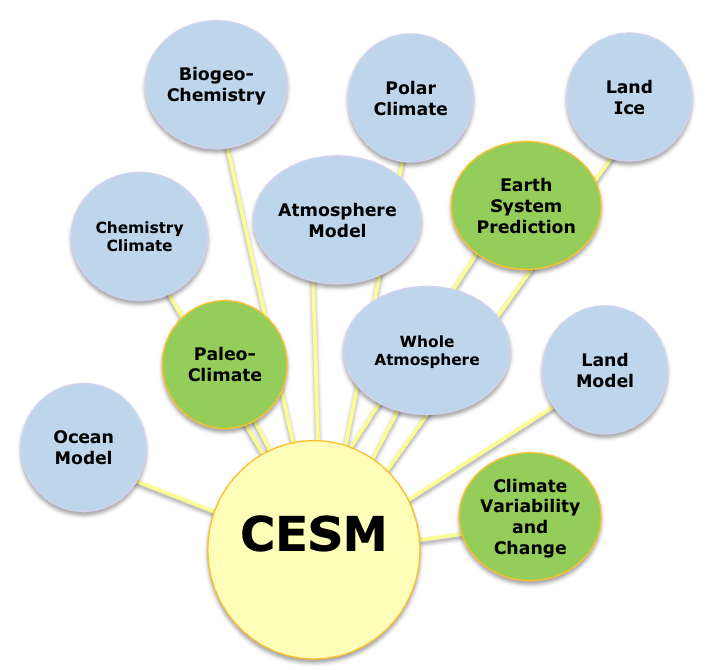 Biogeo-
Chemistry
Polar
Climate
Land
Ice
Earth
System
Prediction
Atmosphere
Model
Chemistry
Climate
Whole
Atmosphere
Paleo-
Climate
Land
Model
Ocean
Model
Climate
Variability
and
Change
CESM